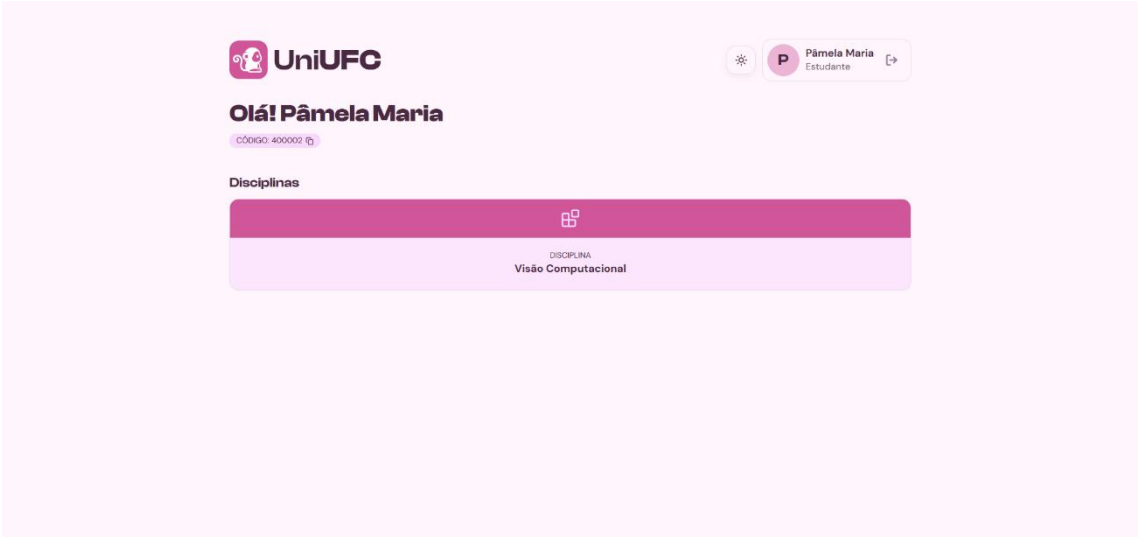 UniUFC
P
Pâmela Maria
Estudante
Olá! Pâmela Maria
CÓDIGO: 400002
Disciplinas
DISCIPLINA
Visão Computacional